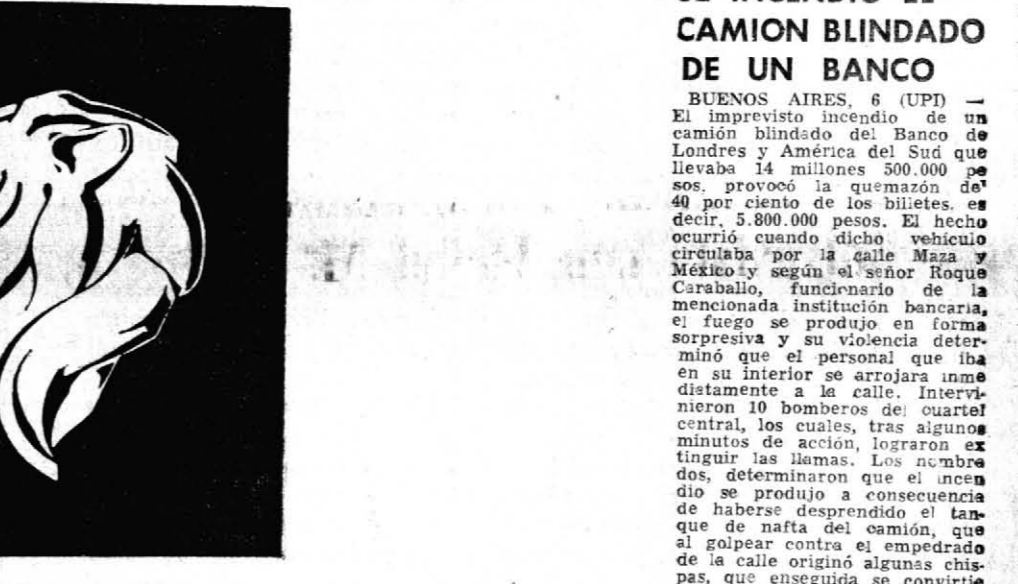 SE INCENDIO EL
CAMION BLINDADO
DE UN BANCO
BUENOS AIRES, 6 (UPI) —
El imprevisto incendio de un
camión blindado del Banco de
Londres y América del Sud que
llevaba 14 millones 500.000 pe
sos, provocó la quemazón del
40 por ciento de los billetes, es
decir, 5.800.000 pesos. El hecho
ocurrió cuando dicho vehículo
circulaba por la calle Maza y
México y según el señor Roque
Caraballo, funcionario de la
mencionada institución bancaria,
el fuego se produjo en forma
sorpresiva y su violencia deter-
minó que el personal que iba
en su interior se arrojara inme
diatamente a la calle. Intervi-
nieron 10 bomberos del cuartel
central, los cuales, tras algunos
minutos de acción, lograron ex
tinguir las llamas. Los nombra
dos, determinaron que el incen
dio se produjo a consecuencia
de haberse desprendido el tan-
que de nafta del camión, que
al golpear contra el empedrado
de la calle originó algunas chis-
pas, que enseguida se convirtie